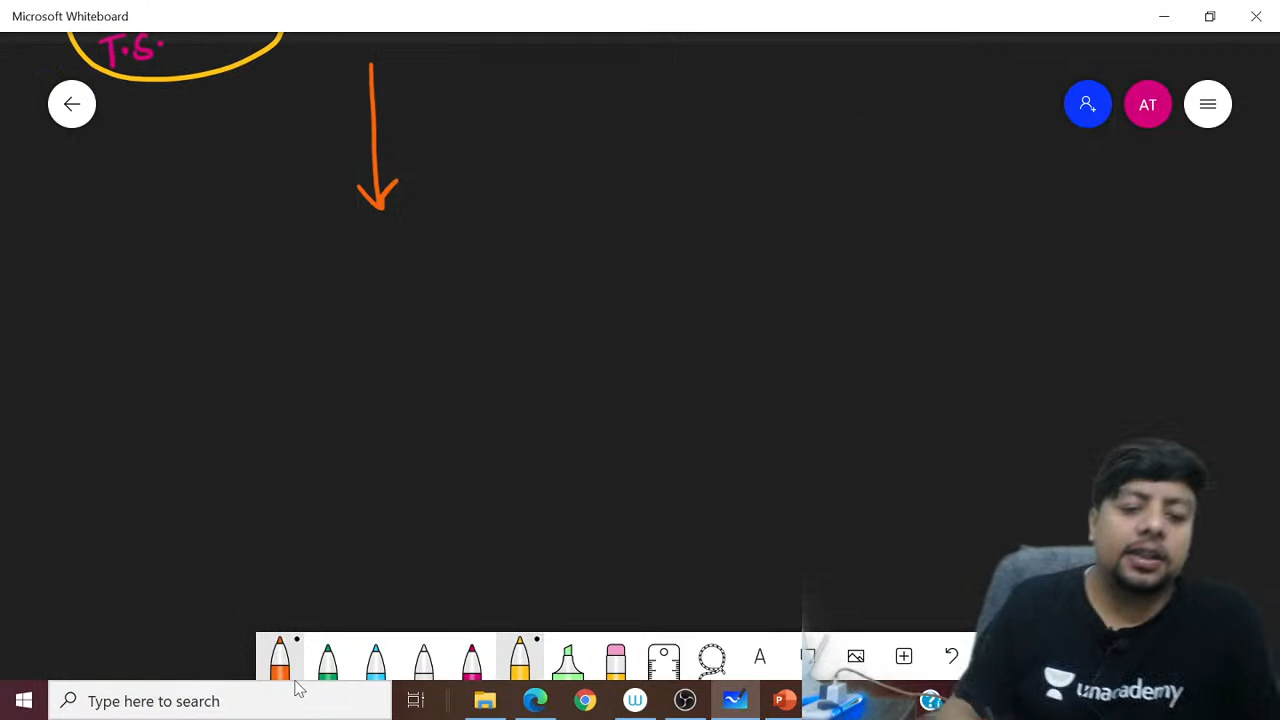 Microsoft Whiteboard
T.S.
AT
A
Type here to search
unacademy